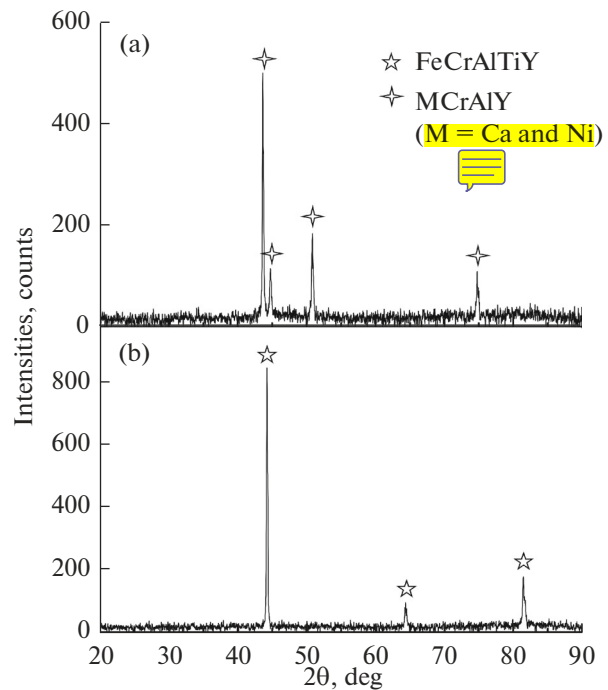 600
(a)
FeCrAlTiY
MCrAlY
(M = Ca and Ni)
400
200
0
Intensities, counts
(b)
800
600
400
200
0
20 30 40 50 60 70 80 90
2θ, deg